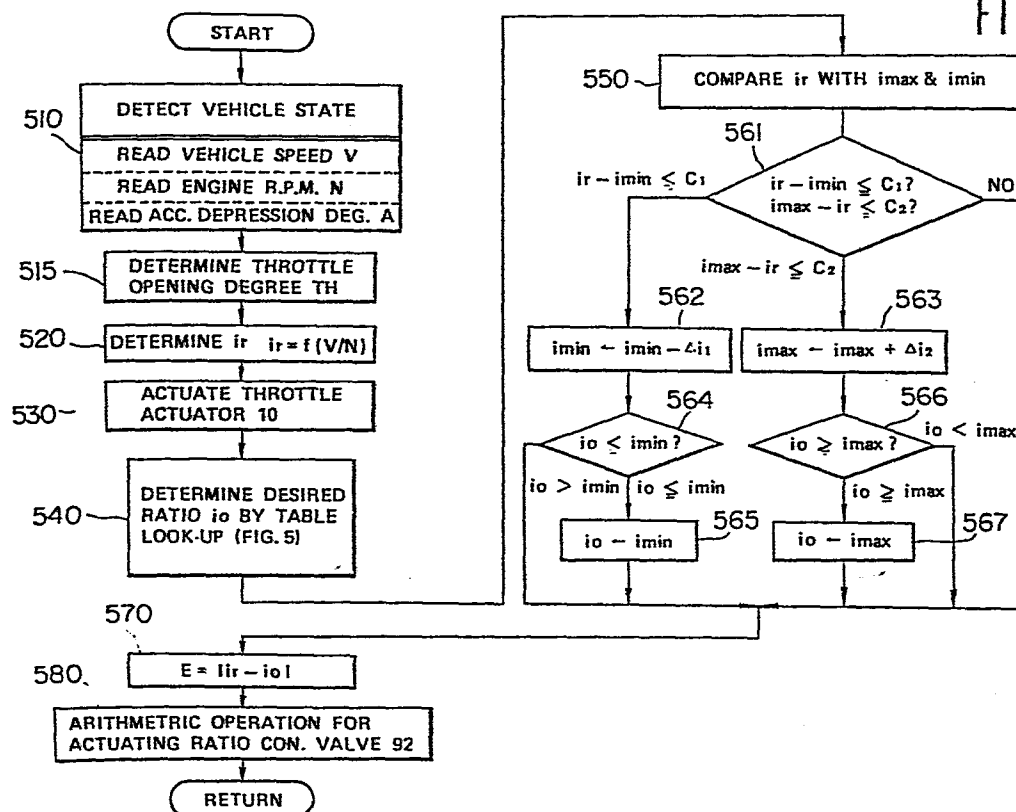 FI
START
510
DETECT VEHICLE STATE
READ VEHICLE SPEED V
READ ENGINE R.P.M. N
READ ACC. DEPRESSION DEG. A
515
DETERMINE THROTTLE
OPENING DEGREE TH
520
DETERMINE ir ir = f (V/N)
530
ACTUATE THROTTLE
ACTUATOR 10
540
DETERMINE DESIRED
RATIO io BY TABLE
LOOK-UP (FIG. 5)
550
COMPARE ir WITH imax & imin
561
ir − imin ≦ C1
ir − imin ≦ C1?
imax − ir ≦ C2?
NO
imax − ir ≦ C2
562
imin ← imin − Δi1
563
imax ← imax + Δi2
564
io ≤ imin ?
566
io ≧ imax ?
io < imax
io > imin
io ≦ imin
io ≧ imax
565
io ← imin
567
io ← imax
570
E = |ir − io|
580
ARITHMETRIC OPERATION FOR
ACTUATING RATIO CON. VALVE 92
RETURN